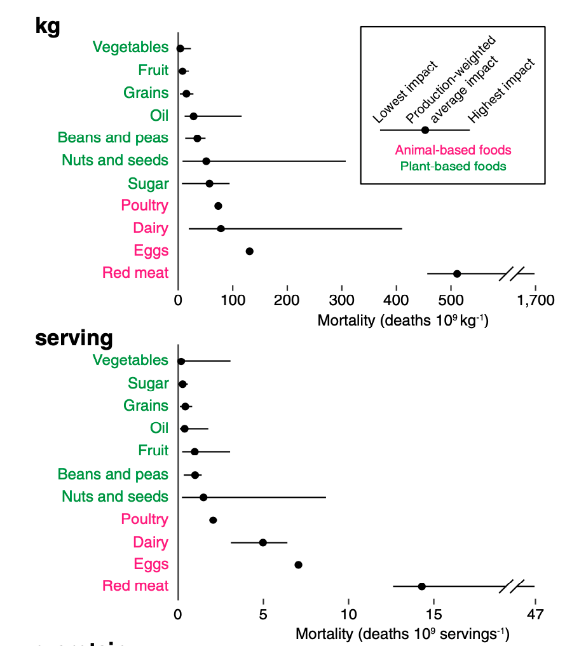 kg
Vegetables
Fruit
Grains
Oil
Beans and peas
Nuts and seeds
Sugar
Poultry
Dairy
Eggs
Red meat
Lowest impact
Production-weighted
average impact
Highest impact
Animal-based foods
Plant-based foods
0 100 200 300 400 500 1,700
Mortality (deaths 10⁹ kg⁻¹)
serving
Vegetables
Sugar
Grains
Oil
Fruit
Beans and peas
Nuts and seeds
Poultry
Dairy
Eggs
Red meat
0 5 10 15 47
Mortality (deaths 10⁹ servings⁻¹)